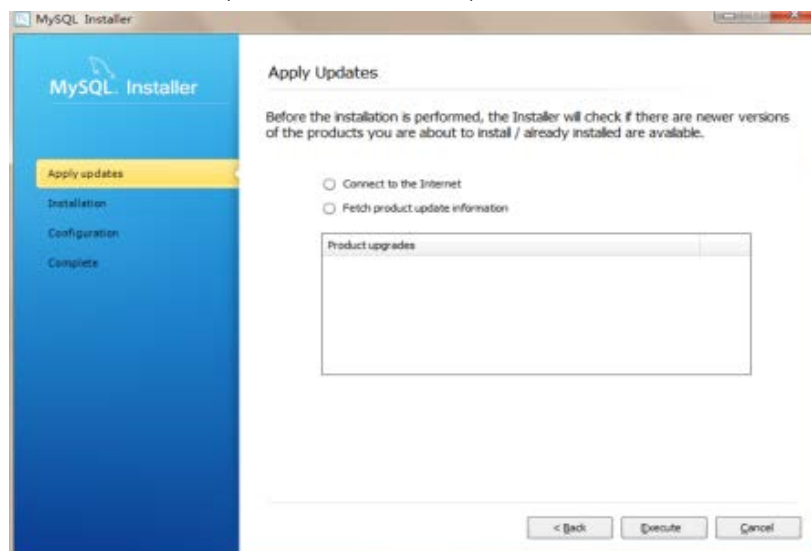 MySQL Installer
MySQL. Installer
Apply Updates
Before the installation is performed, the Installer will check if there are newer versions
of the products you are about to install / already installed are available.
Apply updates
Connect to the Internet
Installation
Fetch product update information
Configuration
Product upgrades
Complete
< Back
Execute
Cancel